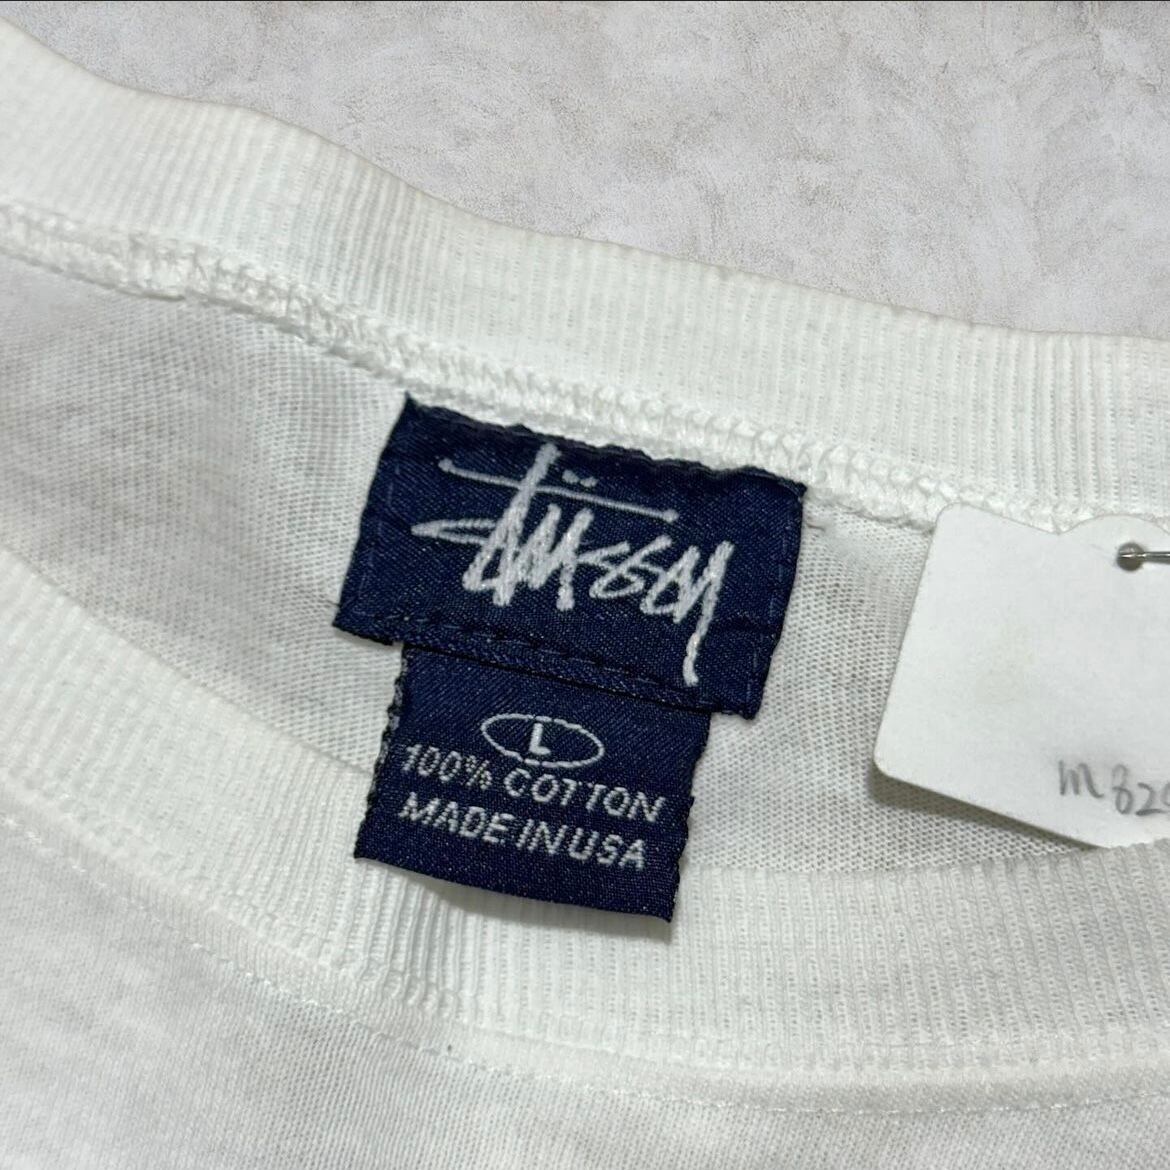 Stüssy
L
100% COTTON
MADE IN USA